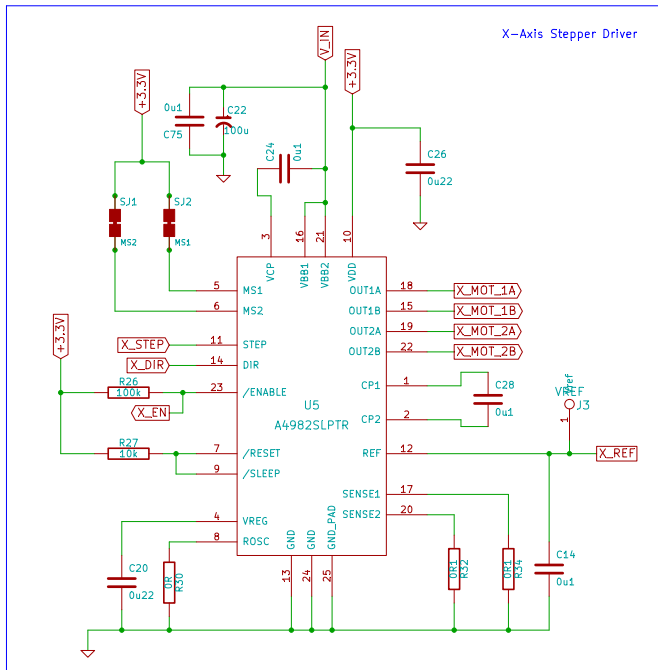 X-Axis Stepper Driver
V_IN
+3.3V
+3.3V
0u1
C75
C22
100u
C24
0u1
C26
0u22
SJ1
MS2
SJ2
MS1
3
16
21
10
VCP
VBB1
VBB2
VDD
5
MS1
6
MS2
X_STEP
11
STEP
X_DIR
14
DIR
+3.3V
R26
100k
23
/ENABLE
X_EN
R27
10k
7
/RESET
9
/SLEEP
4
VREG
8
ROSC
U5
A4982SLPTR
OUT1A
18
X_MOT_1A
OUT1B
15
X_MOT_1B
OUT2A
19
X_MOT_2A
OUT2B
22
X_MOT_2B
CP1
1
C28
0u1
CP2
2
VREF
Vref
J3
1
REF
12
X_REF
SENSE1
17
SENSE2
20
GND
GND
GND_PAD
13
24
25
C20
0u22
0R
R30
0R1
R32
0R1
R34
C14
0u1